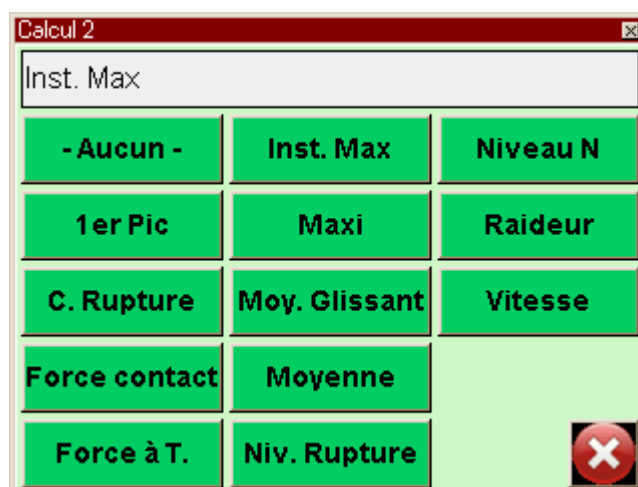 Calcul 2
Inst. Max
- Aucun - Inst. Max Niveau N
1er Pic Maxi Raideur
C. Rupture Moy. Glissant Vitesse
Force contact Moyenne
Force à T. Niv. Rupture